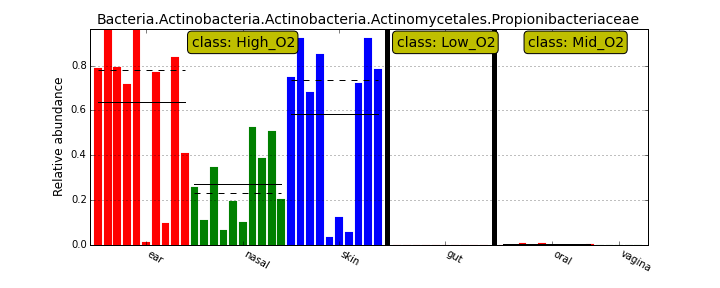 Bacteria.Actinobacteria.Actinobacteria.Actinomycetales.Propionibacteriaceae
class: High_O2 class: Low_O2 class: Mid_O2
Relative abundance
0.8
0.6
0.4
0.2
0.0
ear nasal skin gut oral vagina